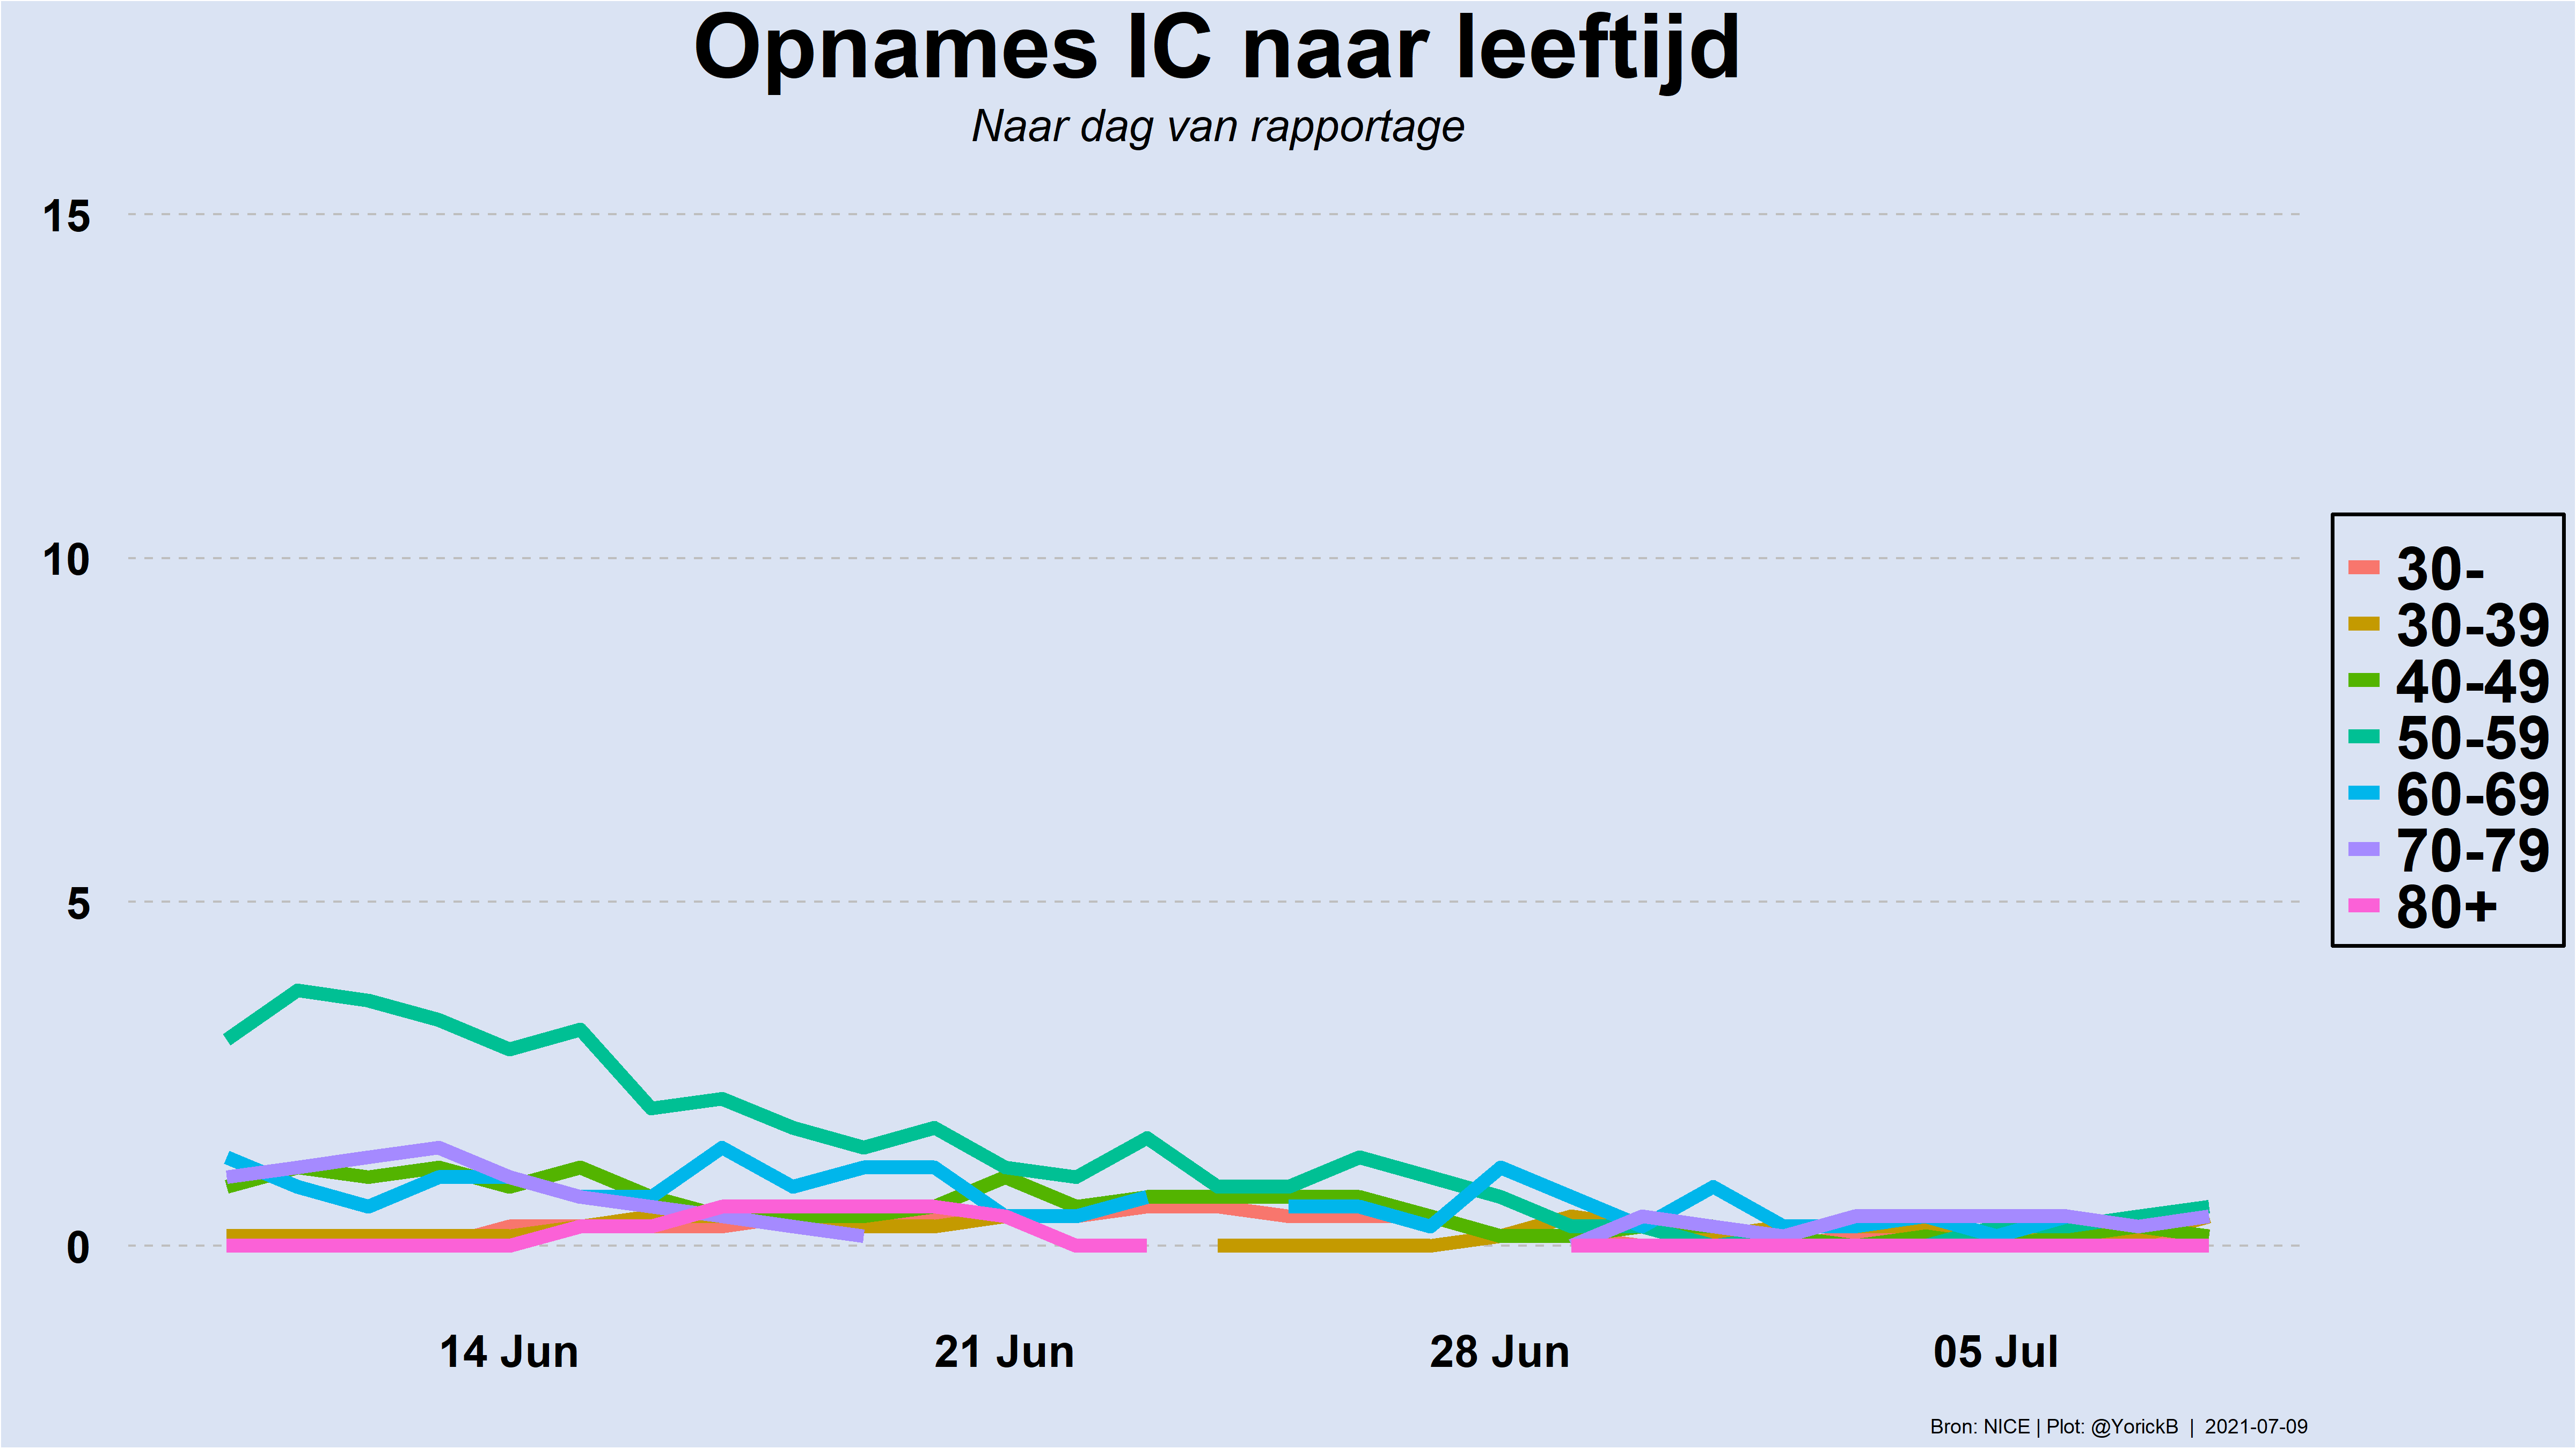 Opnames IC naar leeftijd
Naar dag van rapportage
15
10
5
0
14 Jun
21 Jun
28 Jun
05 Jul
30-
30-39
40-49
50-59
60-69
70-79
80+
Bron: NICE | Plot: @YorickB | 2021-07-09